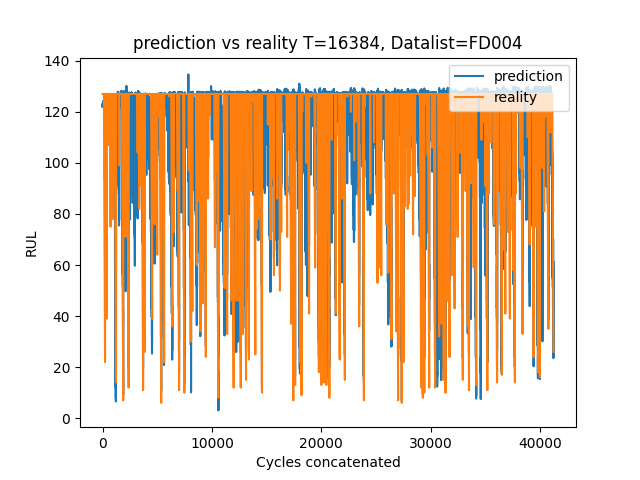 prediction vs reality T=16384, Datalist=FD004
prediction
reality
140
120
100
80
60
40
20
0
RUL
0
10000
20000
30000
40000
Cycles concatenated